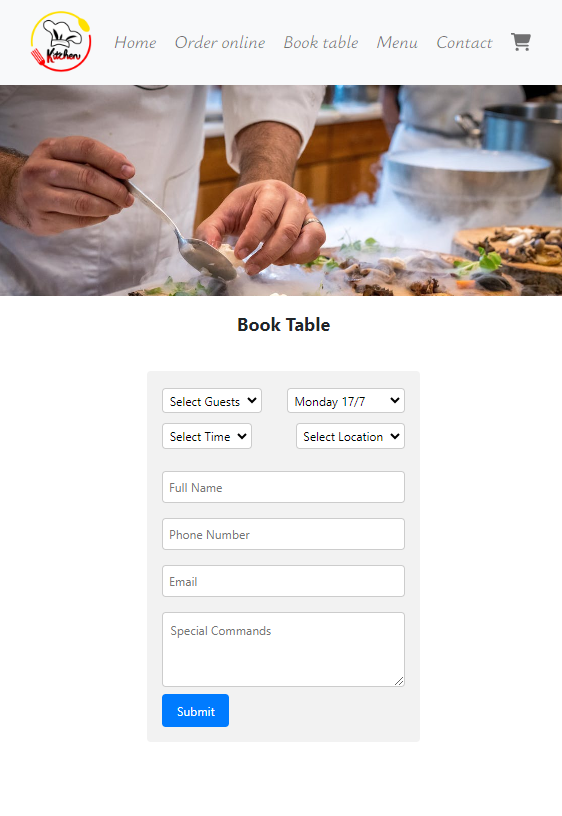 Kitchen
Home Order online Book table Menu Contact
Book Table
Select Guests Monday 17/7
Select Time Select Location
Full Name
Phone Number
Email
Special Commands
Submit